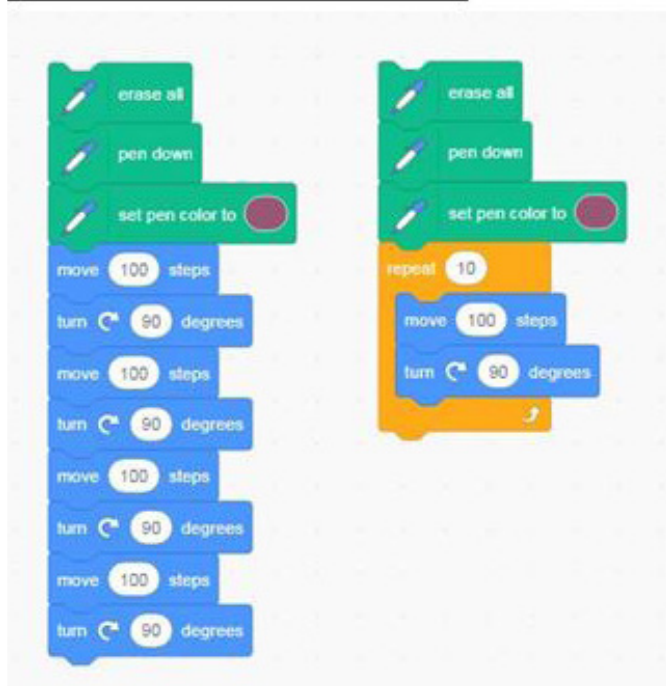 erase all
pen down
set pen color to
move 100 steps
turn 90 degrees
move 100 steps
turn 90 degrees
move 100 steps
turn 90 degrees
move 100 steps
turn 90 degrees
erase all
pen down
set pen color to
repeat 10
move 100 steps
turn 90 degrees